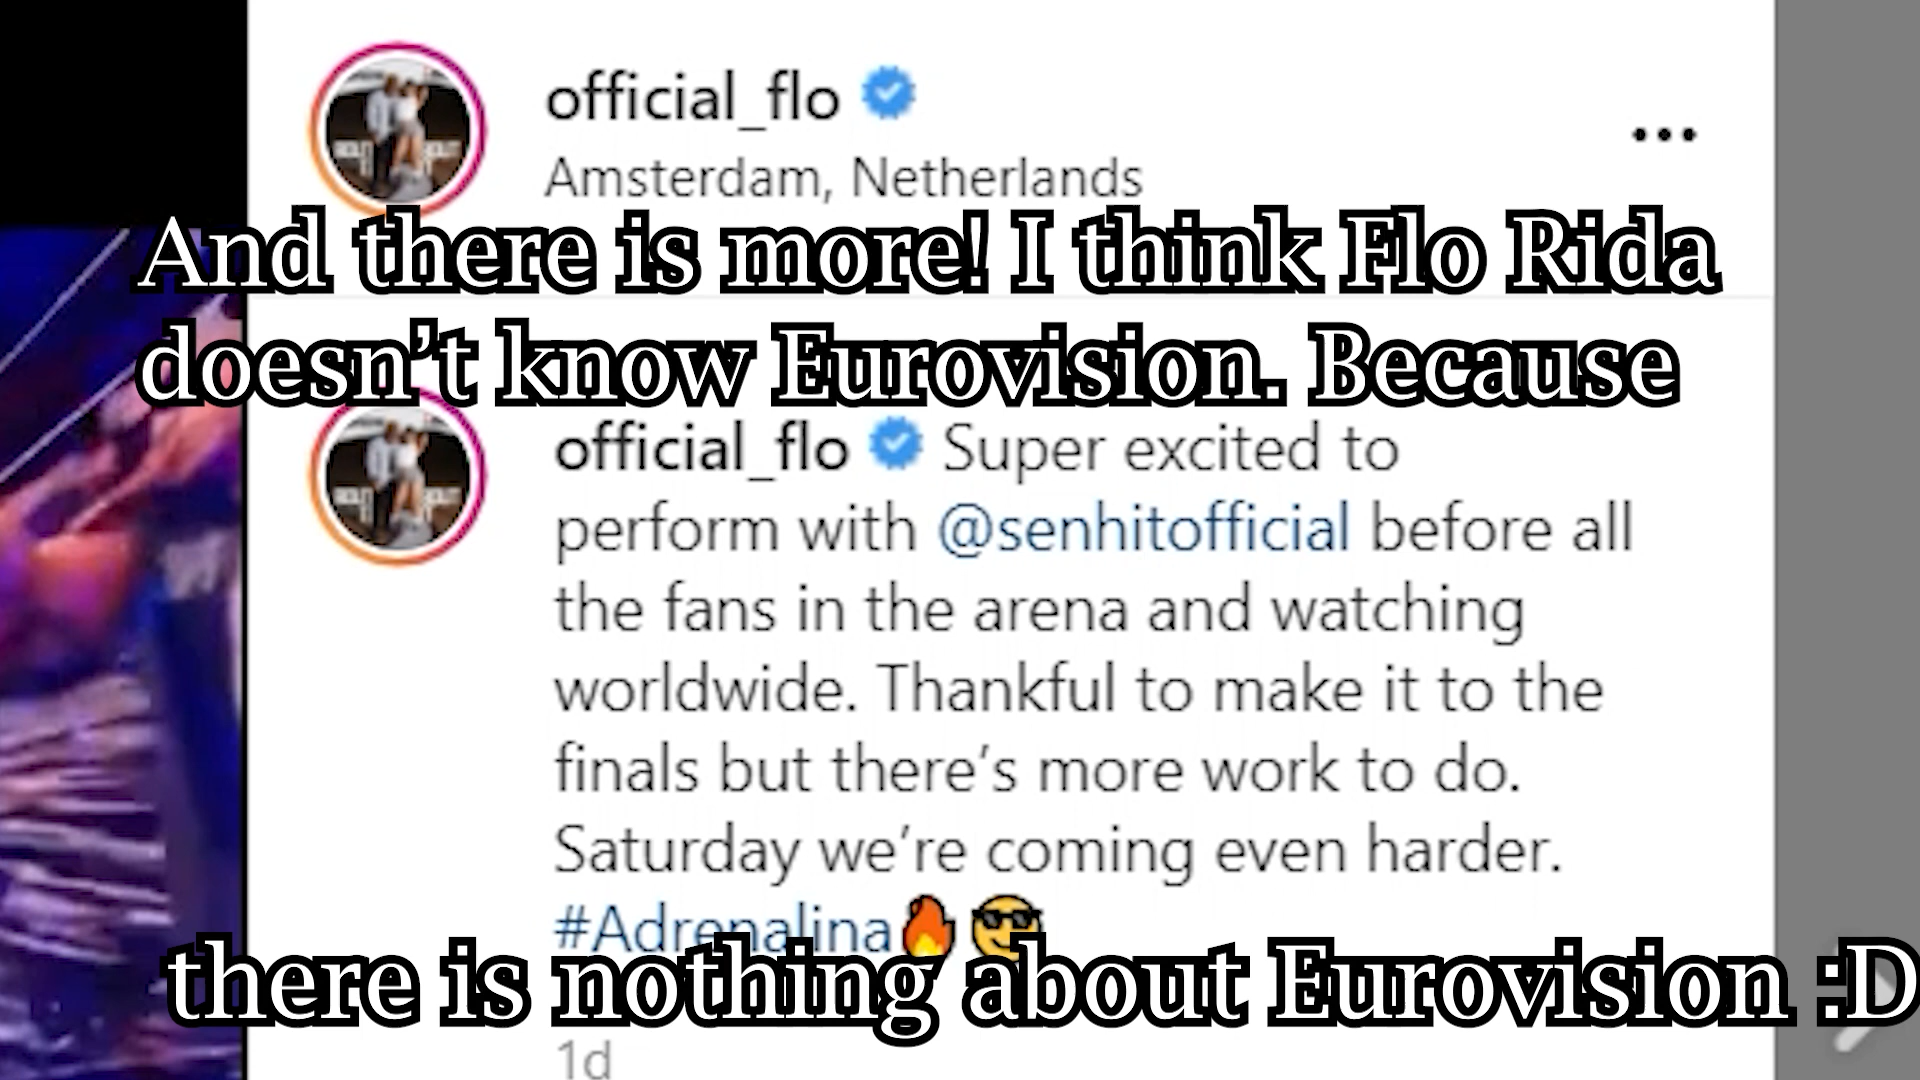 official_flo
Amsterdam, Netherlands
And there is more! I think Flo Rida
doesn't know Eurovision. Because
official_flo Super excited to
perform with @senhitofficial before all
the fans in the arena and watching
worldwide. Thankful to make it to the
finals but there's more work to do.
Saturday we're coming even harder.
#Adrenalina🔥😎
there is nothing about Eurovision :D
1d